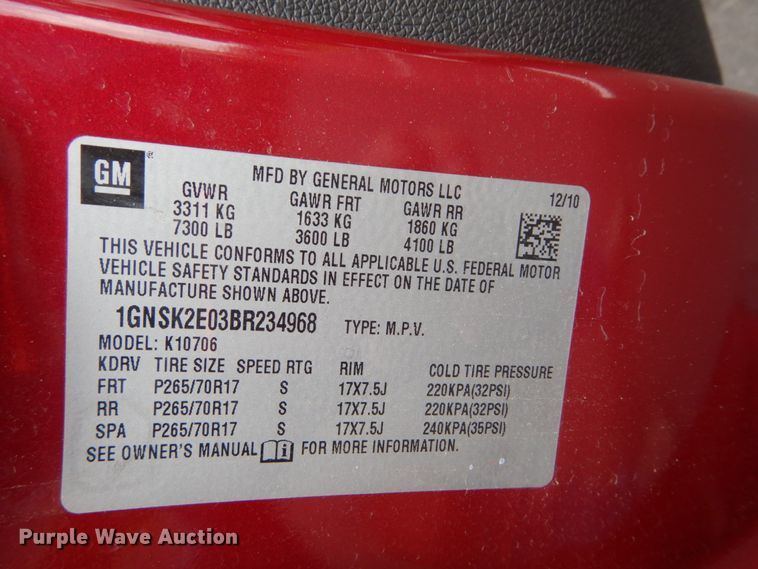 GM
MFD BY GENERAL MOTORS LLC
12/10
GVWR GAWR FRT GAWR RR
3311 KG 1633 KG 1860 KG
7300 LB 3600 LB 4100 LB
THIS VEHICLE CONFORMS TO ALL APPLICABLE U.S. FEDERAL MOTOR
VEHICLE SAFETY STANDARDS IN EFFECT ON THE DATE OF
MANUFACTURE SHOWN ABOVE.
1GNSK2E03BR234968 TYPE: M.P.V.
MODEL: K10706
KDRV TIRE SIZE SPEED RTG RIM COLD TIRE PRESSURE
FRT P265/70R17 S 17X7.5J 220KPA(32PSI)
RR P265/70R17 S 17X7.5J 220KPA(32PSI)
SPA P265/70R17 S 17X7.5J 240KPA(35PSI)
SEE OWNER'S MANUAL i FOR MORE INFORMATION.
Purple Wave Auction®